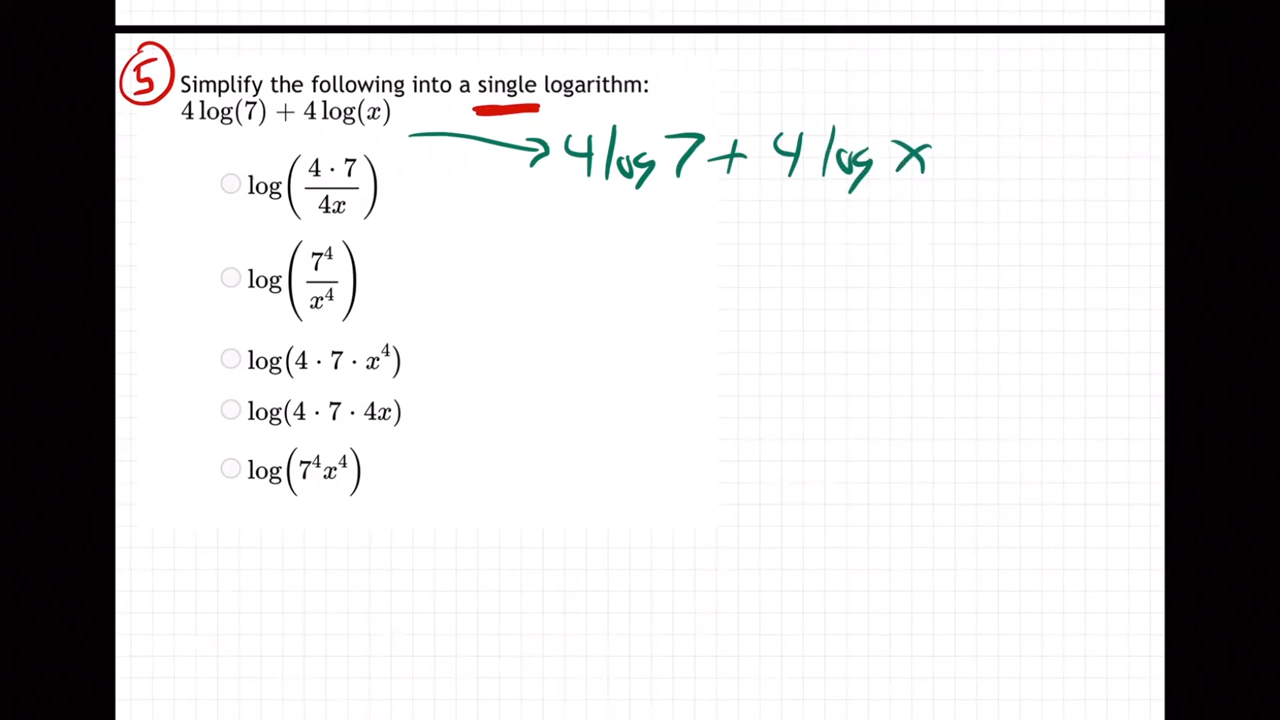 5
Simplify the following into a single logarithm:
4 log(7) + 4 log(x)
4 log 7 + 4 log x
log(4 · 7 / 4x)
log(7⁴ / x⁴)
log(4 · 7 · x⁴)
log(4 · 7 · 4x)
log(7⁴x⁴)